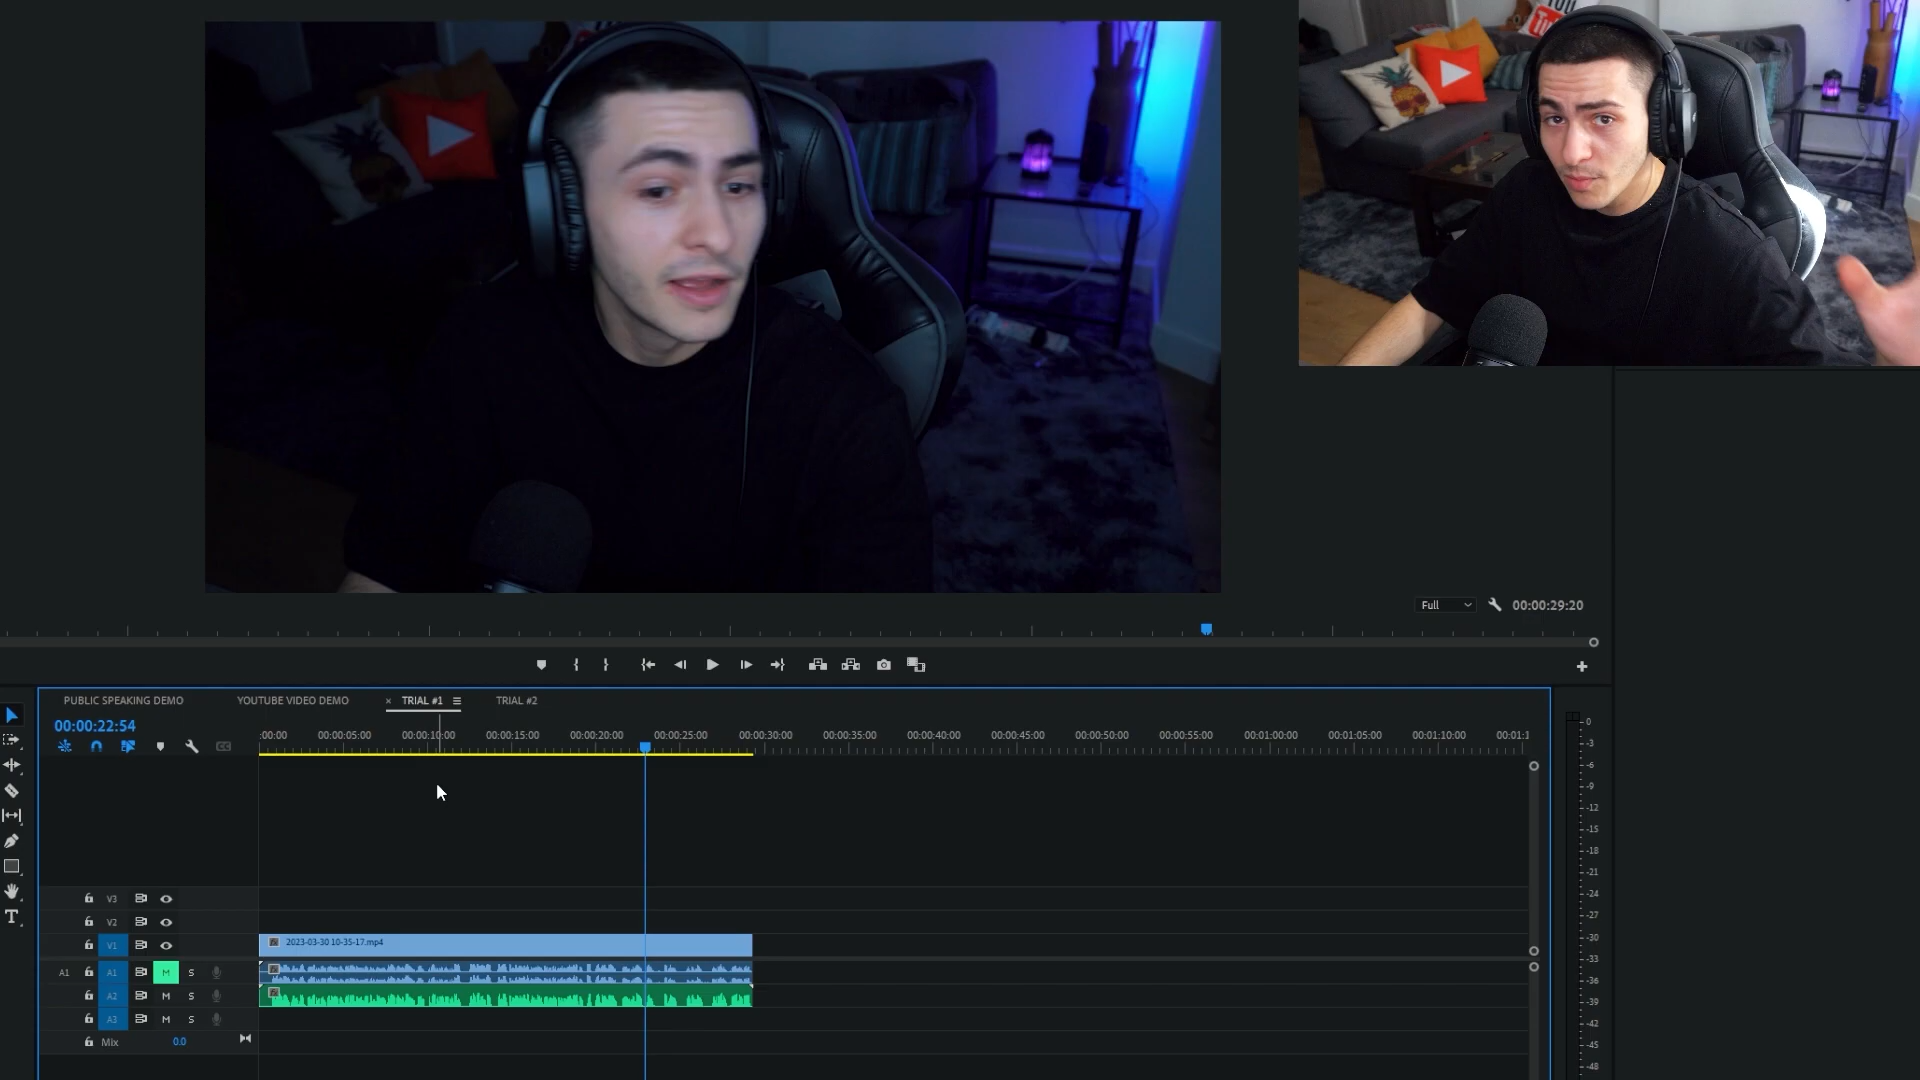 You
Full
00:00:29:20
PUBLIC SPEAKING DEMO
YOUTUBE VIDEO DEMO
× TRIAL #1
TRIAL #2
00:00:22:54
:00:00
00:00:05:00
00:00:10:00
00:00:15:00
00:00:20:00
00:00:25:00
00:00:30:00
00:00:35:00
00:00:40:00
00:00:45:00
00:00:50:00
00:00:55:00
00:01:00:00
00:01:05:00
00:01:10:00
00:01:1
CC
V3
V2
V1
2023-03-30 10-35-17.mp4
A1 A1 M S
A2 M S
A3 M S
Mix 0.0
T
0
-3
-6
-9
-12
-15
-18
-21
-24
-27
-30
-33
-36
-39
-42
-45
-48